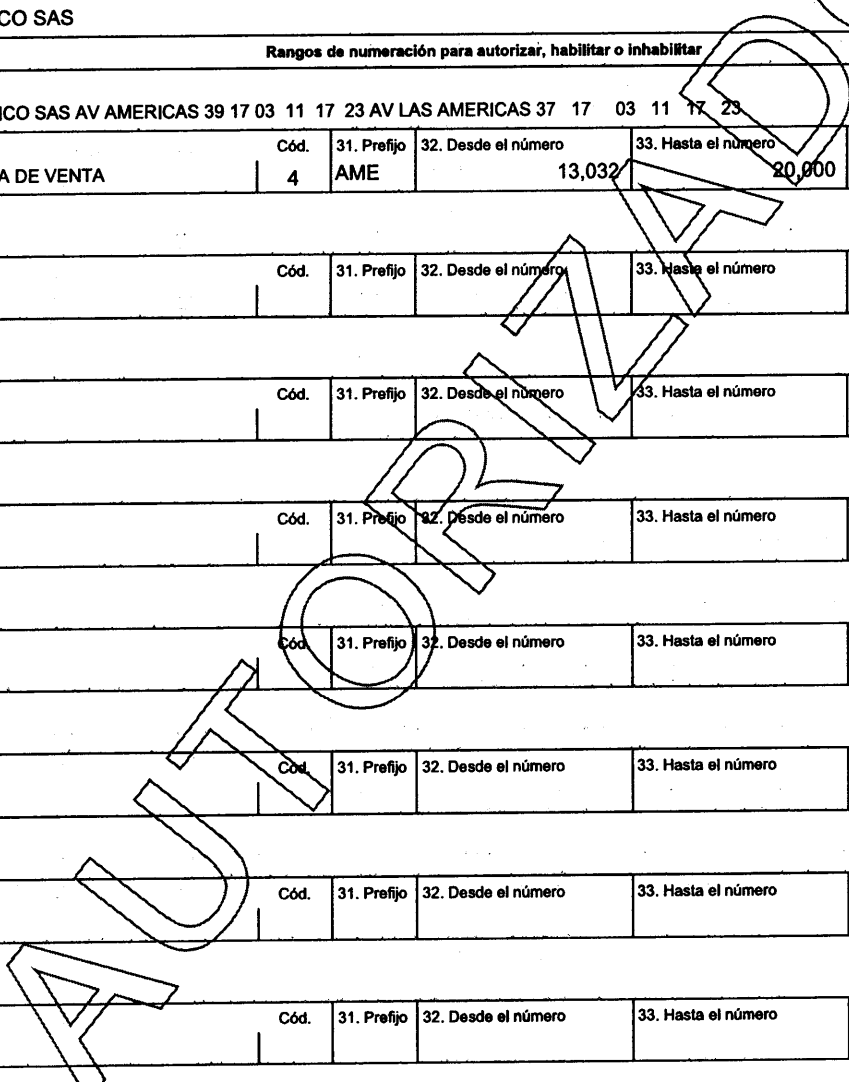 CO SAS
Rangos de numeración para autorizar, habilitar o inhabilitar
ICO SAS AV AMERICAS 39 17 03 11 17 23 AV LAS AMERICAS 37 17 03 11 17 23
Cód. 31. Prefijo 32. Desde el número 33. Hasta el número
A DE VENTA 4 AME 13,032 20,000
Cód. 31. Prefijo 32. Desde el número 33. Hasta el número
Cód. 31. Prefijo 32. Desde el número 33. Hasta el número
Cód. 31. Prefijo 32. Desde el número 33. Hasta el número
Cód. 31. Prefijo 32. Desde el número 33. Hasta el número
Cód. 31. Prefijo 32. Desde el número 33. Hasta el número
Cód. 31. Prefijo 32. Desde el número 33. Hasta el número
Cód. 31. Prefijo 32. Desde el número 33. Hasta el número
AUTORIZAD